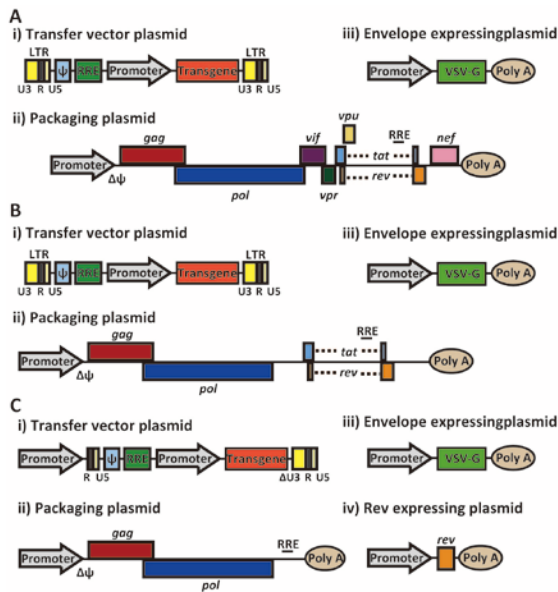 A
i) Transfer vector plasmid
iii) Envelope expressingplasmid
LTR
LTR
ψ RRE Promoter Transgene
Promoter VSV-G Poly A
U3 R U5
U3 R U5
ii) Packaging plasmid
gag vif vpu RRE nef
Promoter tat Poly A
rev
Δψ
pol vpr
B
i) Transfer vector plasmid
iii) Envelope expressingplasmid
LTR
LTR
ψ RRE Promoter Transgene
Promoter VSV-G Poly A
U3 R U5
U3 R U5
ii) Packaging plasmid
gag RRE
Promoter tat Poly A
rev
Δψ
pol
C
i) Transfer vector plasmid
iii) Envelope expressingplasmid
Promoter ψ RRE Promoter Transgene
Promoter VSV-G Poly A
R U5
ΔU3 R U5
ii) Packaging plasmid
iv) Rev expressing plasmid
gag RRE
rev
Promoter Poly A
Promoter Poly A
Δψ
pol